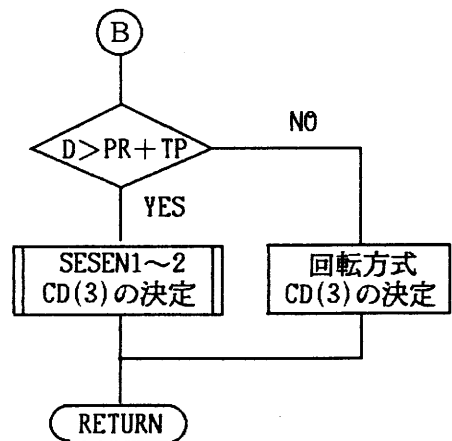 B
D>PR+TP
NO
YES
SESEN1~2
CD(3)の決定
回転方式
CD(3)の決定
RETURN